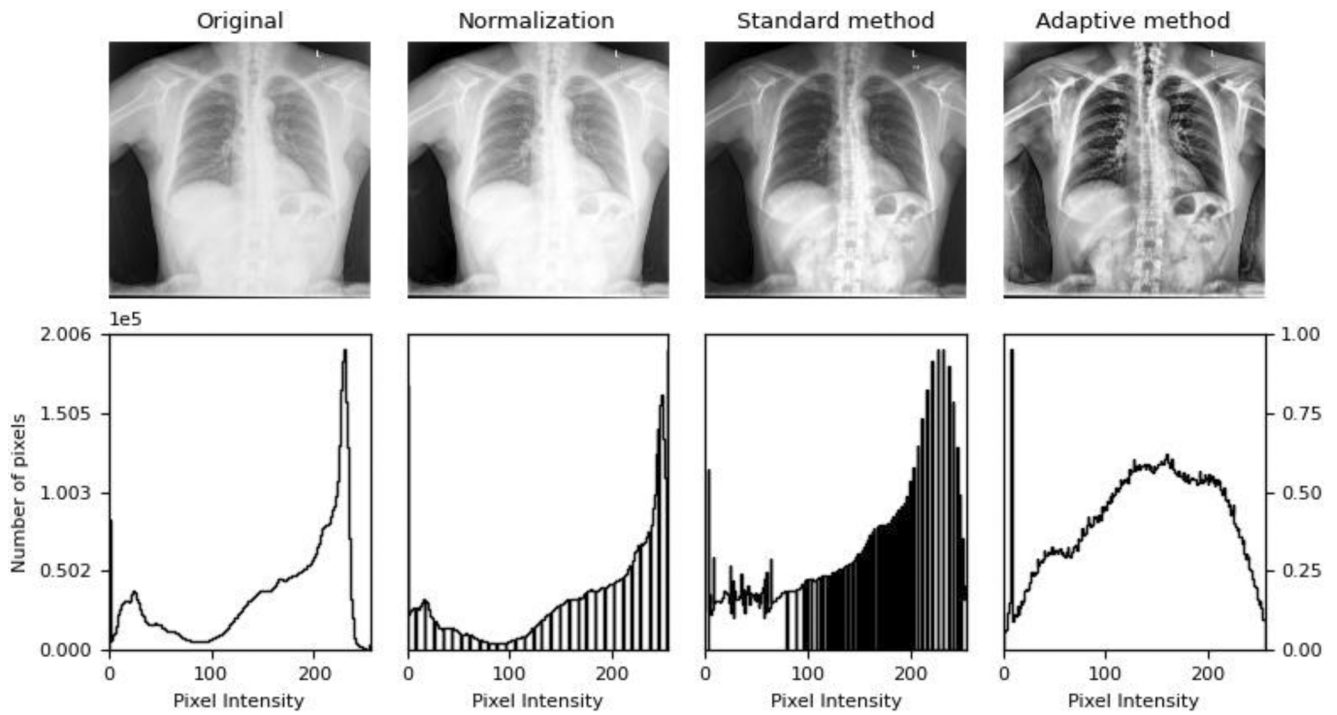 Original
Normalization
Standard method
Adaptive method
1e5
2.006
1.505
1.003
0.502
0.000
Number of pixels
0
100
200
Pixel Intensity
0
100
200
Pixel Intensity
0
100
200
Pixel Intensity
0
100
200
Pixel Intensity
1.00
0.75
0.50
0.25
0.00
L
L
L
L